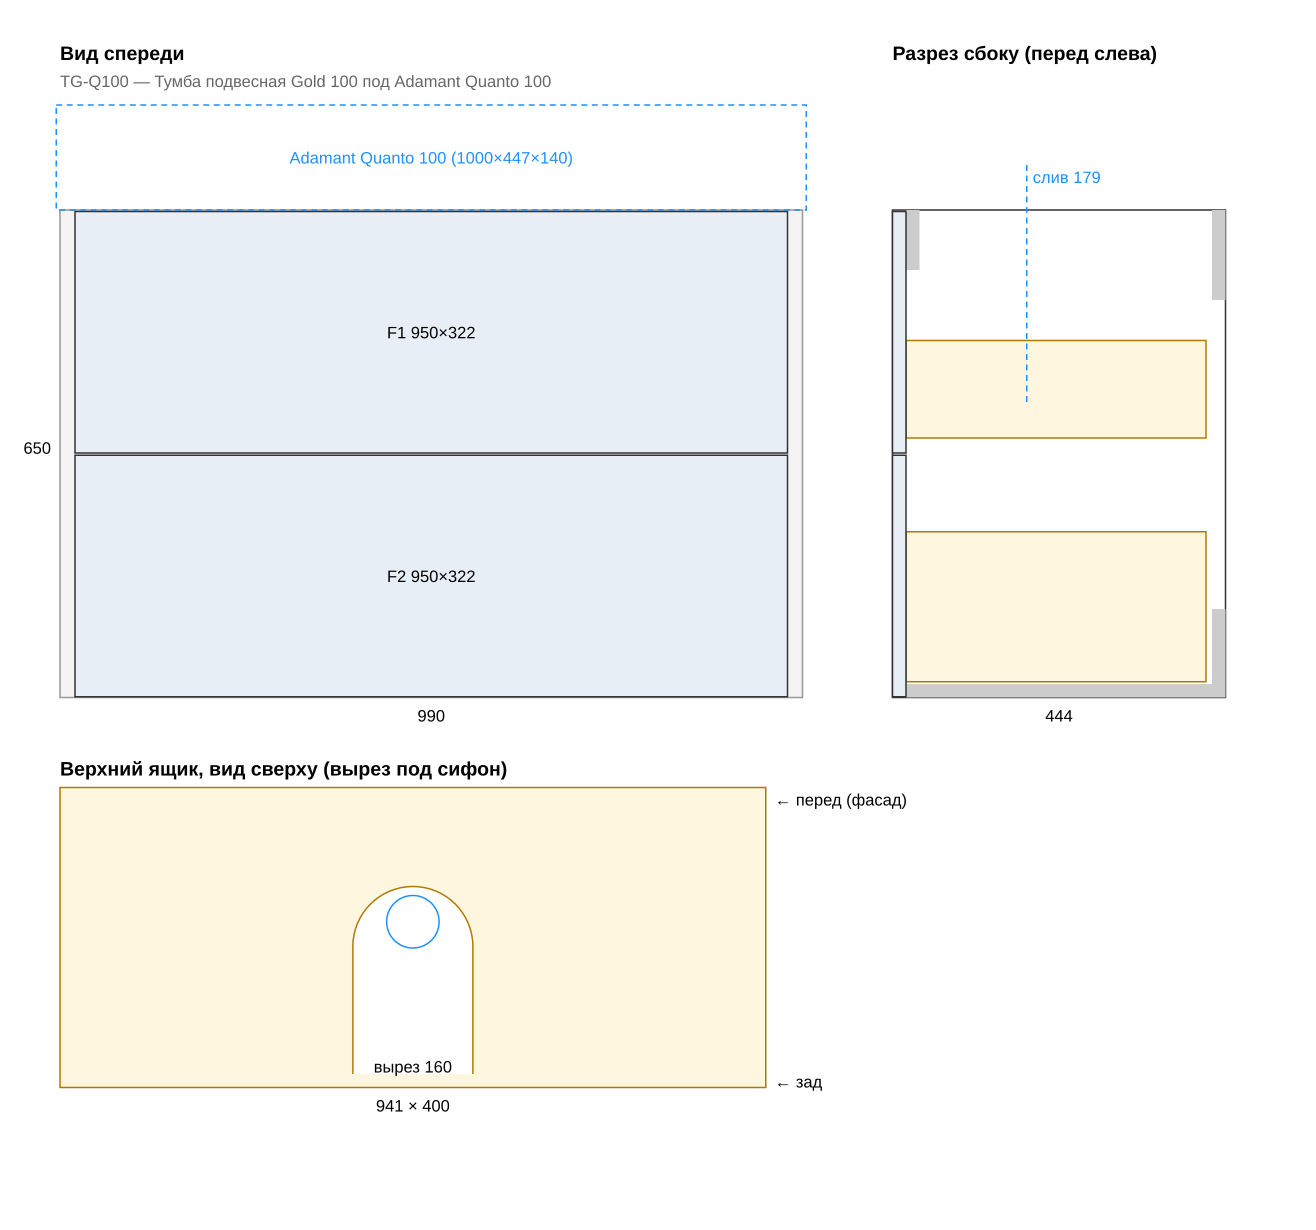 Вид спереди
TG-Q100 — Тумба подвесная Gold 100 под Adamant Quanto 100
Adamant Quanto 100 (1000×447×140)
F1 950×322
650
F2 950×322
990
Разрез сбоку (перед слева)
слив 179
444
Верхний ящик, вид сверху (вырез под сифон)
← перед (фасад)
вырез 160
← зад
941 × 400